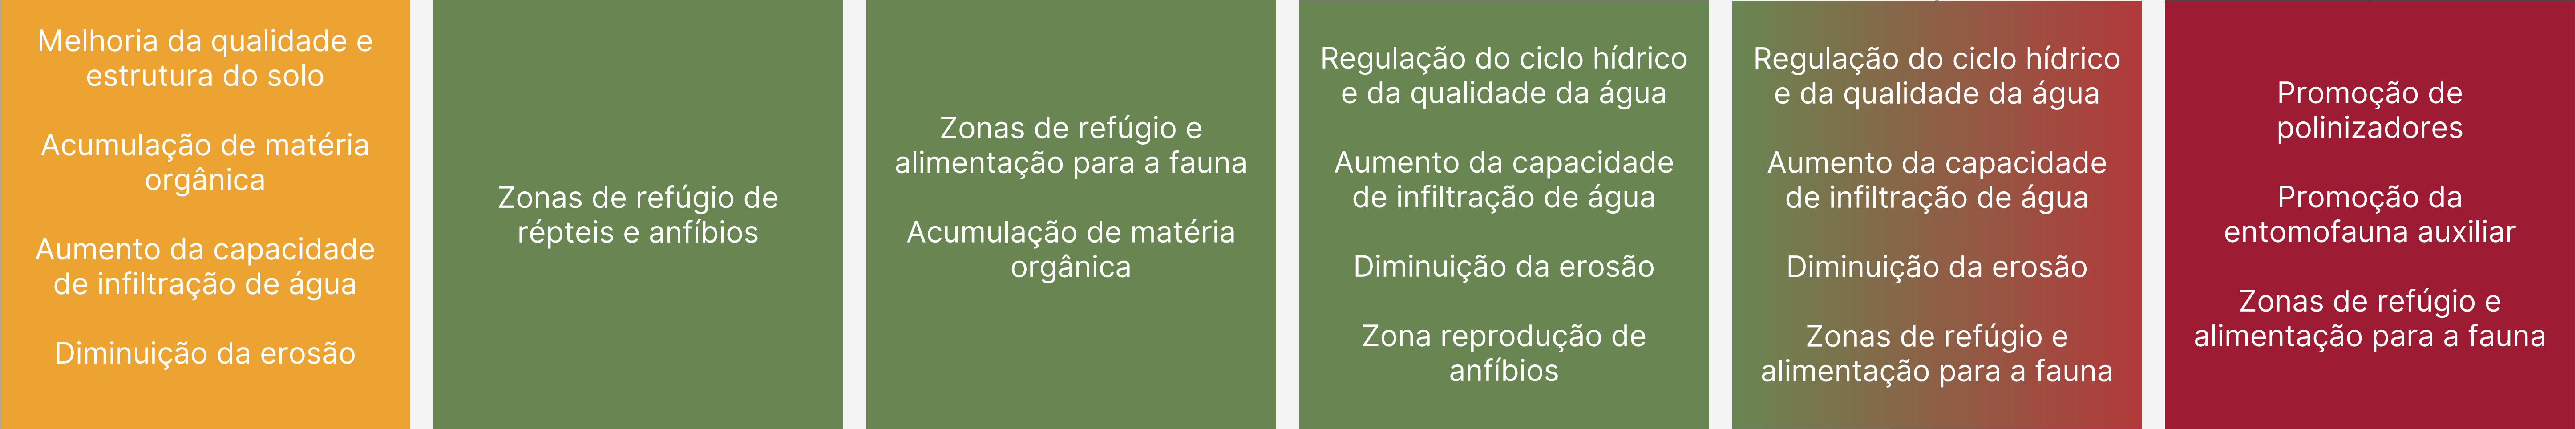 Melhoria da qualidade e
estrutura do solo
Acumulação de matéria
orgânica
Aumento da capacidade
de infiltração de água
Diminuição da erosão
Zonas de refúgio de
répteis e anfíbios
Zonas de refúgio e
alimentação para a fauna
Acumulação de matéria
orgânica
Regulação do ciclo hídrico
e da qualidade da água
Aumento da capacidade
de infiltração de água
Diminuição da erosão
Zona reprodução de
anfíbios
Regulação do ciclo hídrico
e da qualidade da água
Aumento da capacidade
de infiltração de água
Diminuição da erosão
Zonas de refúgio e
alimentação para a fauna
Promoção de
polinizadores
Promoção da
entomofauna auxiliar
Zonas de refúgio e
alimentação para a fauna